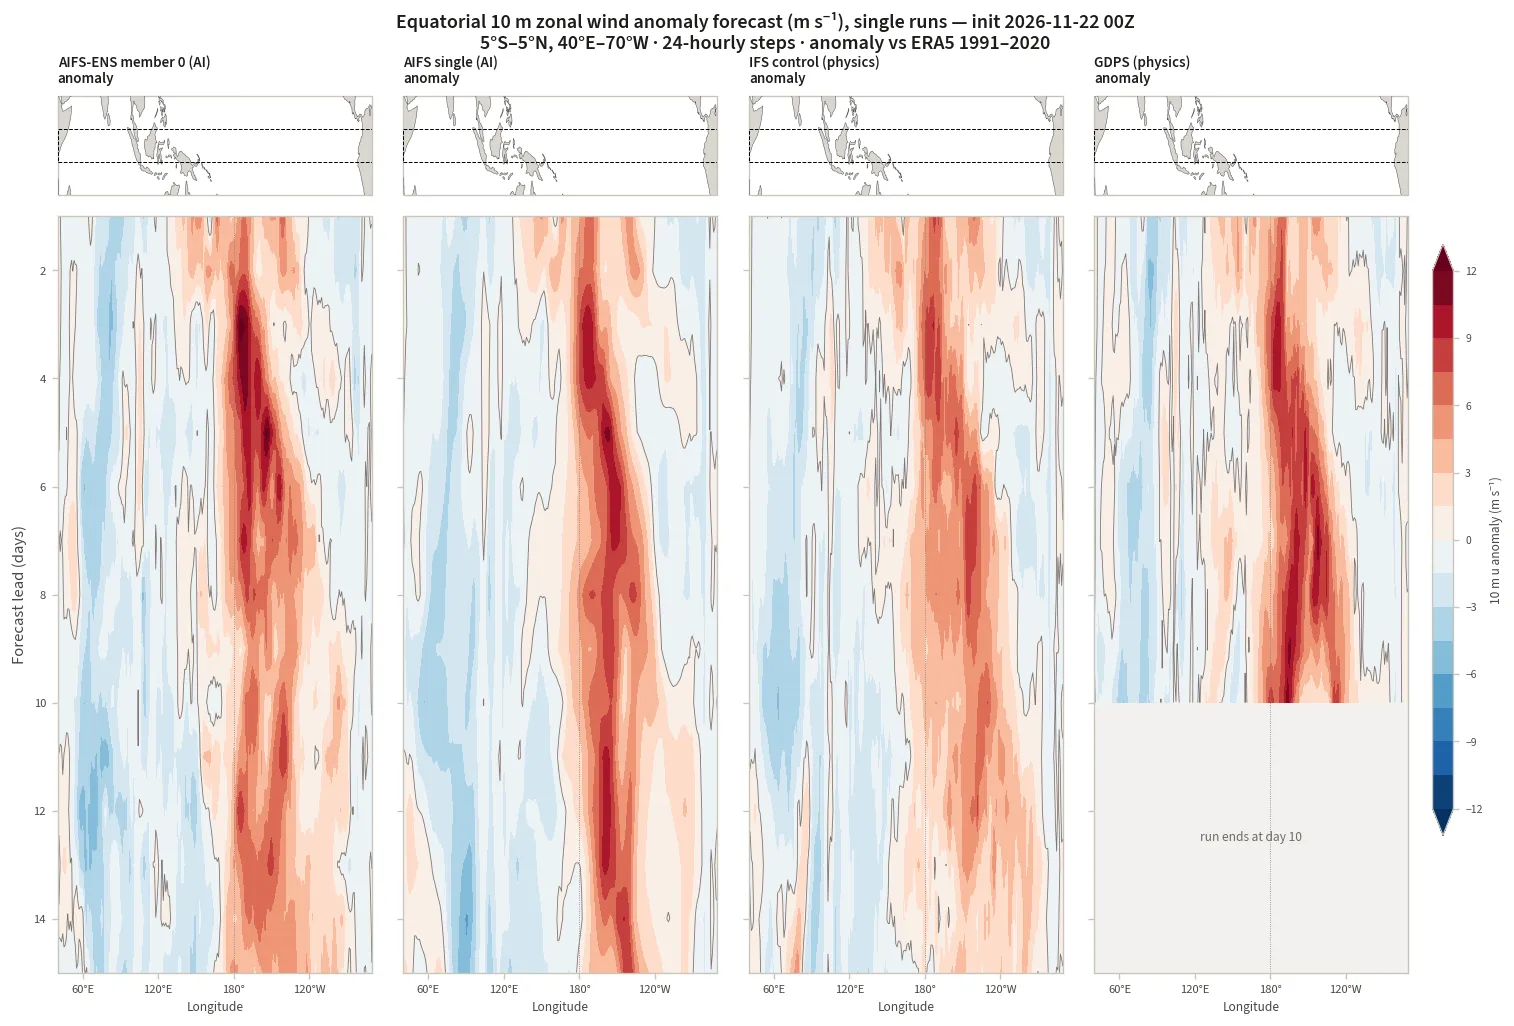 Equatorial 10 m zonal wind anomaly forecast (m s⁻¹), single runs — init 2026-11-22 00Z
5°S–5°N, 40°E–70°W · 24-hourly steps · anomaly vs ERA5 1991–2020
AIFS-ENS member 0 (AI)
anomaly
AIFS single (AI)
anomaly
IFS control (physics)
anomaly
GDPS (physics)
anomaly
Forecast lead (days)
2
4
6
8
10
12
14
run ends at day 10
60°E 120°E 180° 120°W
Longitude
60°E 120°E 180° 120°W
Longitude
60°E 120°E 180° 120°W
Longitude
60°E 120°E 180° 120°W
Longitude
12
9
6
3
0
−3
−6
−9
−12
10 m u anomaly (m s⁻¹)